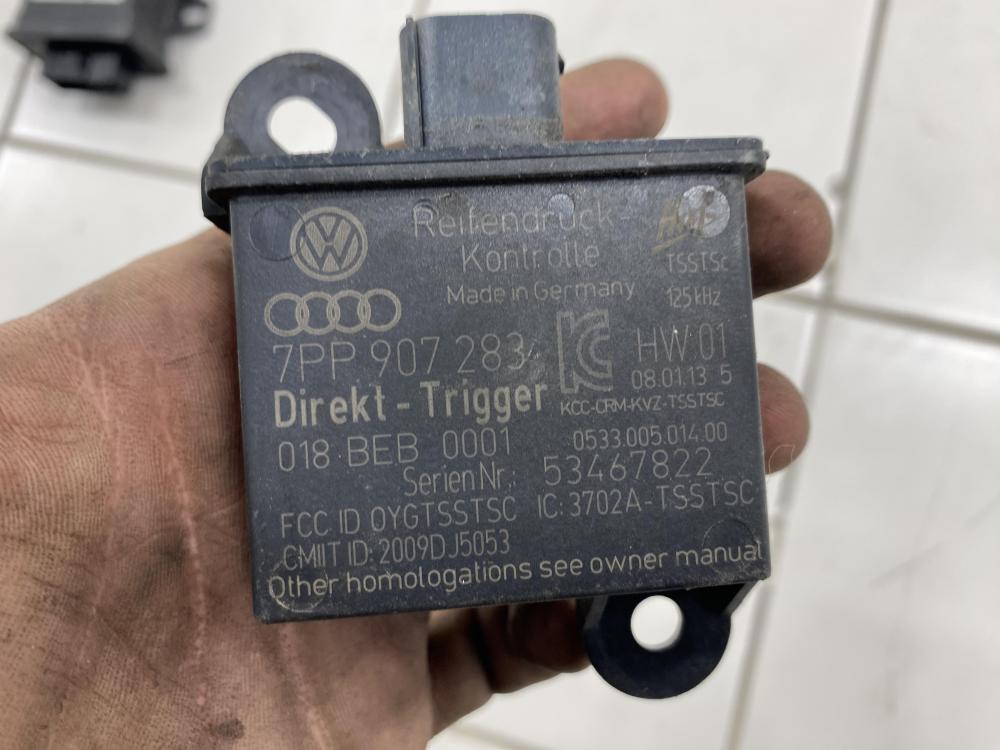 Reifendruck
Kontrolle
Made in Germany
Huf
TSSTSc
125kHz
7PP 907 283
HW:01
08.01.13 5
Direkt - Trigger
KCC-CRM-KVZ-TSSTSC
018 BEB 0001
0533.005.014.00
Serien Nr.: 53467822
FCC ID OYGTSSTSC IC: 3702A-TSSTSC
CMIIT ID: 2009DJ5053
Other homologations see owner manual